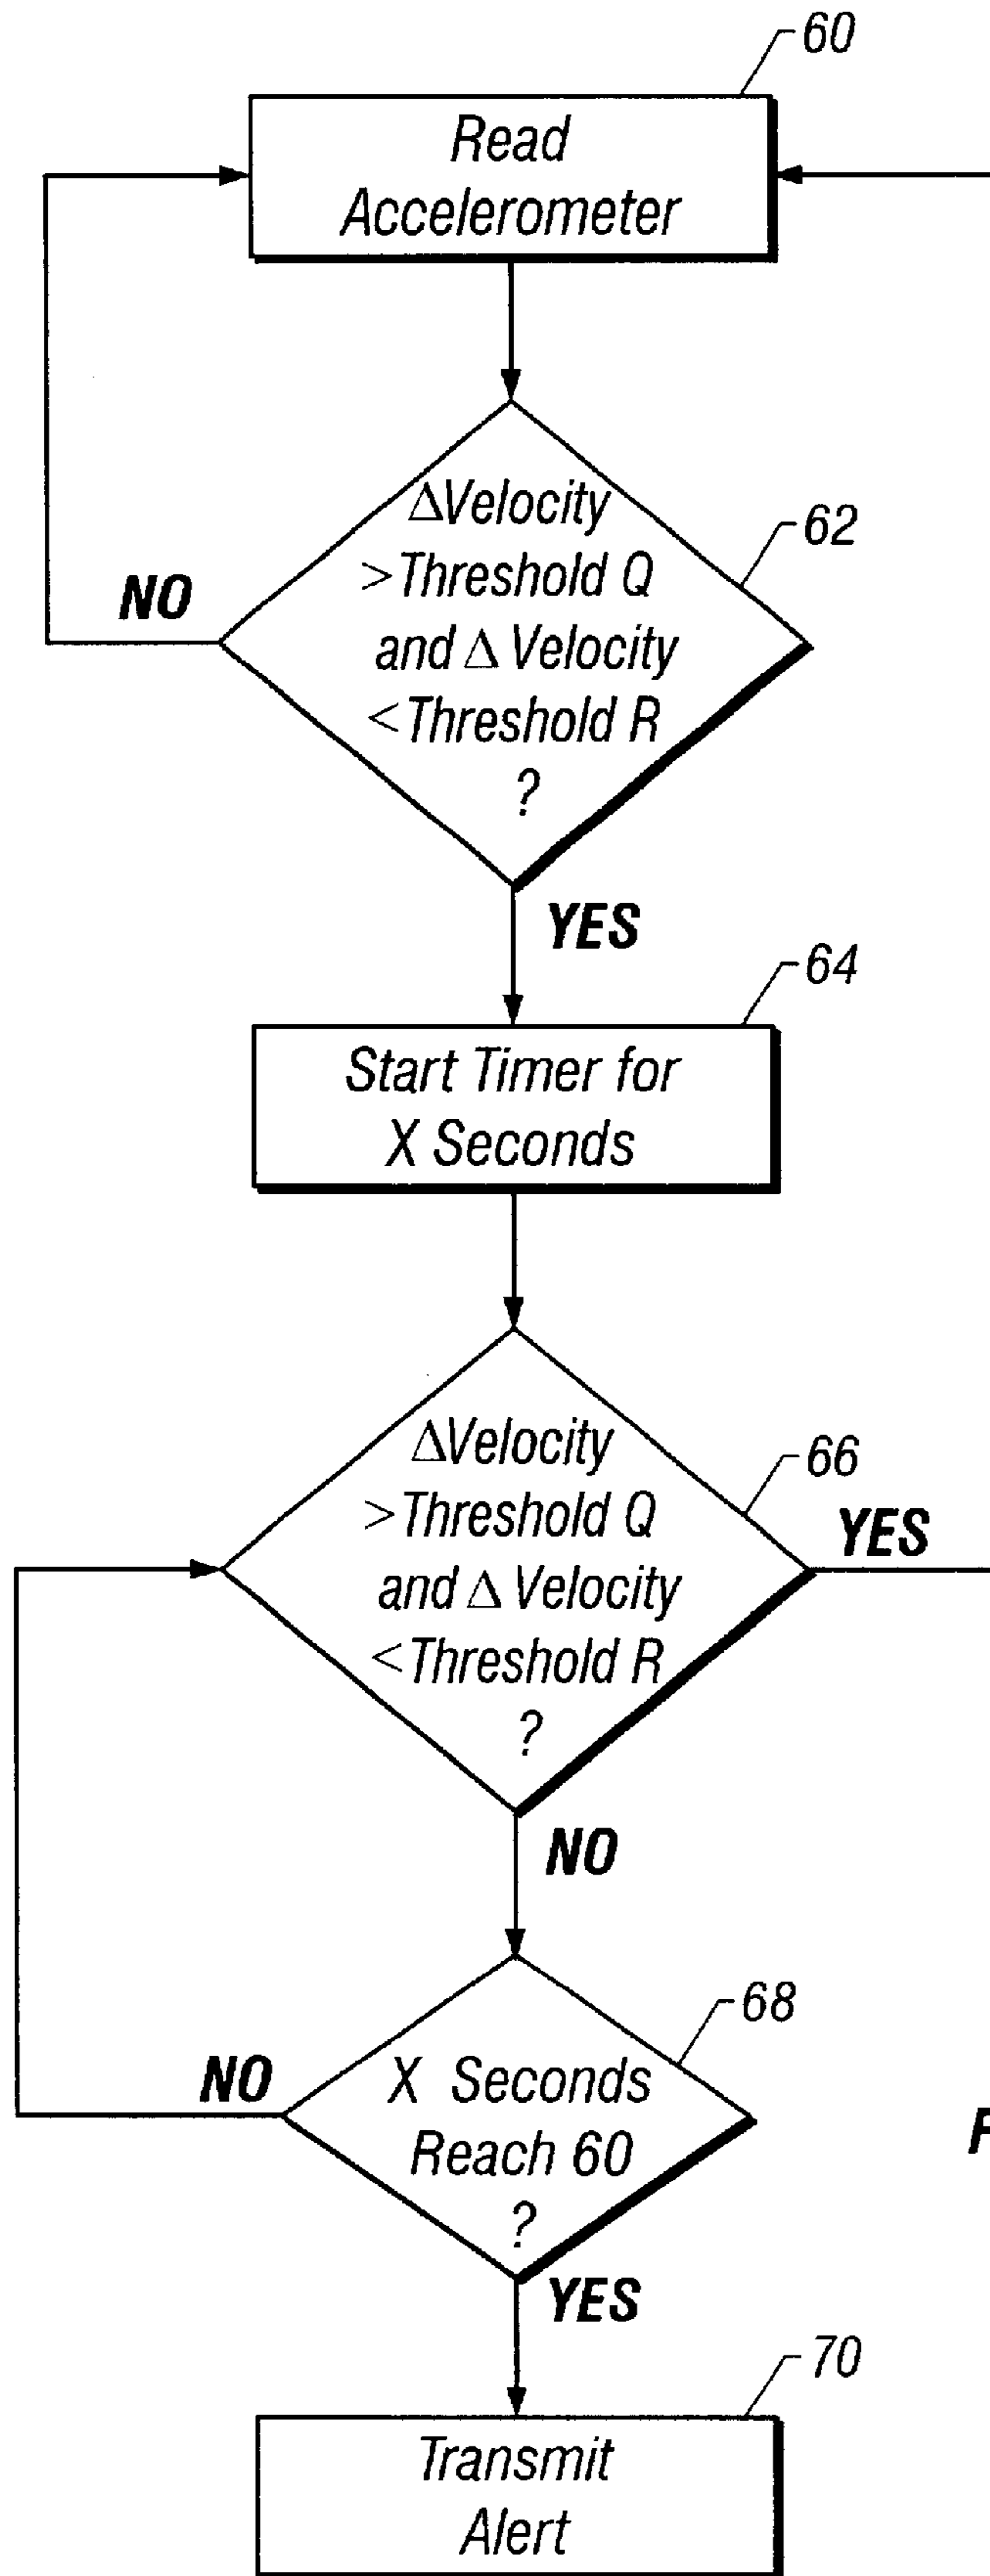 60
Read
Accelerometer
ΔVelocity
>Threshold Q
and Δ Velocity
<Threshold R
?
62
NO
YES
64
Start Timer for
X Seconds
ΔVelocity
>Threshold Q
and Δ Velocity
<Threshold R
?
66
YES
NO
68
X Seconds
Reach 60
?
NO
YES
70
Transmit
Alert